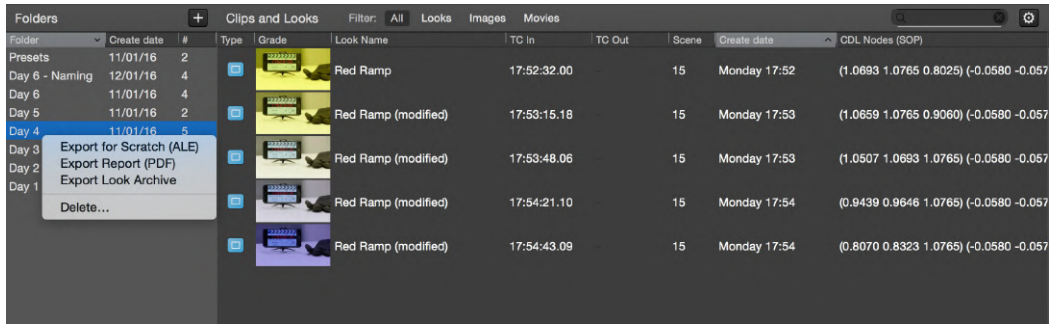 Folders + Clips and Looks Filter: All Looks Images Movies
Folder Create date # Type Grade Look Name TC In TC Out Scene Create date CDL Nodes (SOP)
Presets 11/01/16 2
Day 6 - Naming 12/01/16 4
Day 6 11/01/16 4
Day 5 11/01/16 2
Day 4 11/01/16 5
Day 3
Day 2
Day 1
Export for Scratch (ALE)
Export Report (PDF)
Export Look Archive
Delete...
Red Ramp 17:52:32.00 - 15 Monday 17:52 (1.0693 1.0765 0.8025) (-0.0580 -0.057
Red Ramp (modified) 17:53:15.18 - 15 Monday 17:53 (1.0659 1.0765 0.9060) (-0.0580 -0.057
Red Ramp (modified) 17:53:48.06 - 15 Monday 17:53 (1.0507 1.0693 1.0765) (-0.0580 -0.057
Red Ramp (modified) 17:54:21.10 - 15 Monday 17:54 (0.9439 0.9646 1.0765) (-0.0580 -0.057
Red Ramp (modified) 17:54:43.09 - 15 Monday 17:54 (0.8070 0.8323 1.0765) (-0.0580 -0.057